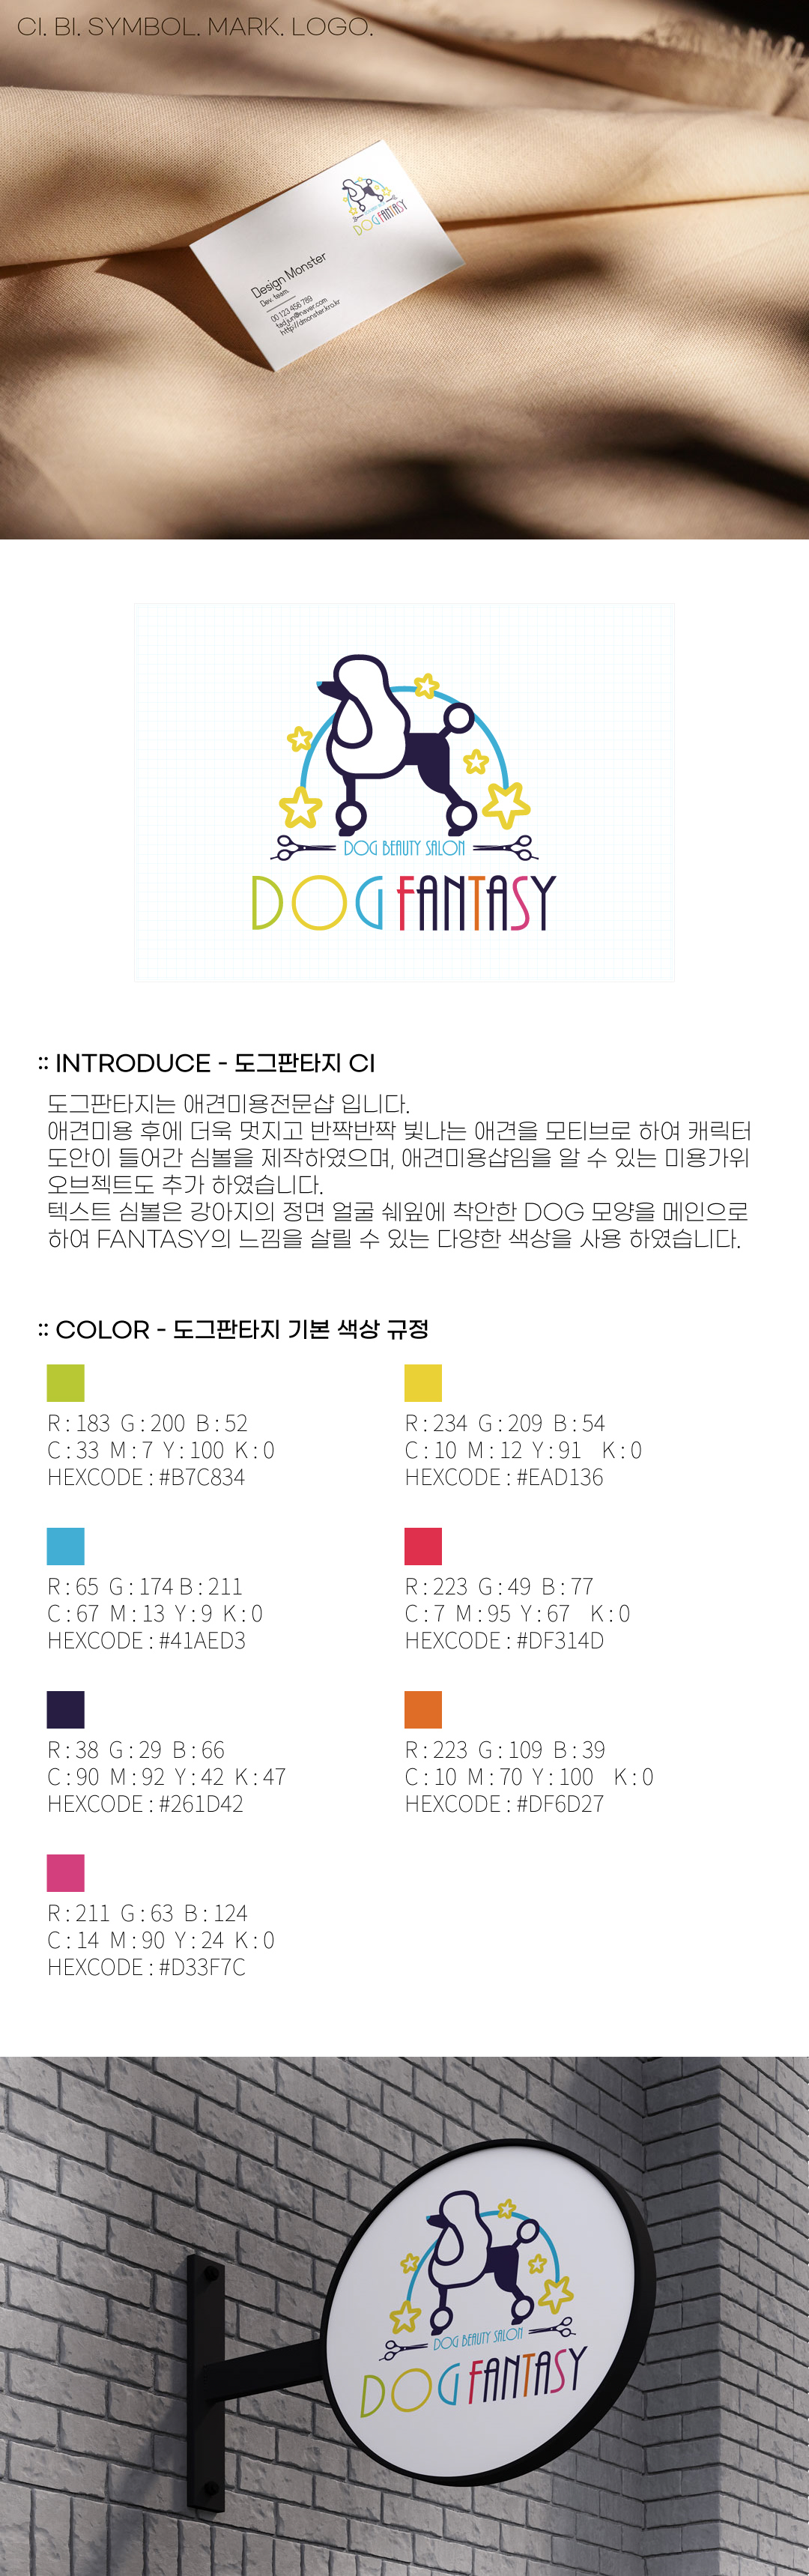 CI. BI. SYMBOL. MARK. LOGO.
DOG FANTASY
Design Monster
Dev. team.
00 123 456 789
tsd.jun@naver.com
http://dmonster.kro.kr
DOG BEAUTY SALON
DOG FANTASY
:: INTRODUCE - 도그판타지 CI
도그판타지는 애견미용전문샵 입니다.
애견미용 후에 더욱 멋지고 반짝반짝 빛나는 애견을 모티브로 하여 캐릭터
도안이 들어간 심볼을 제작하였으며, 애견미용샵임을 알 수 있는 미용가위
오브젝트도 추가 하였습니다.
텍스트 심볼은 강아지의 정면 얼굴 쉐잎에 착안한 DOG 모양을 메인으로
하여 FANTASY의 느낌을 살릴 수 있는 다양한 색상을 사용 하였습니다.
:: COLOR - 도그판타지 기본 색상 규정
R : 183 G : 200 B : 52
C : 33 M : 7 Y : 100 K : 0
HEXCODE : #B7C834
R : 234 G : 209 B : 54
C : 10 M : 12 Y : 91 K : 0
HEXCODE : #EAD136
R : 65 G : 174 B : 211
C : 67 M : 13 Y : 9 K : 0
HEXCODE : #41AED3
R : 223 G : 49 B : 77
C : 7 M : 95 Y : 67 K : 0
HEXCODE : #DF314D
R : 38 G : 29 B : 66
C : 90 M : 92 Y : 42 K : 47
HEXCODE : #261D42
R : 223 G : 109 B : 39
C : 10 M : 70 Y : 100 K : 0
HEXCODE : #DF6D27
R : 211 G : 63 B : 124
C : 14 M : 90 Y : 24 K : 0
HEXCODE : #D33F7C
DOG BEAUTY SALON
DOG FANTASY